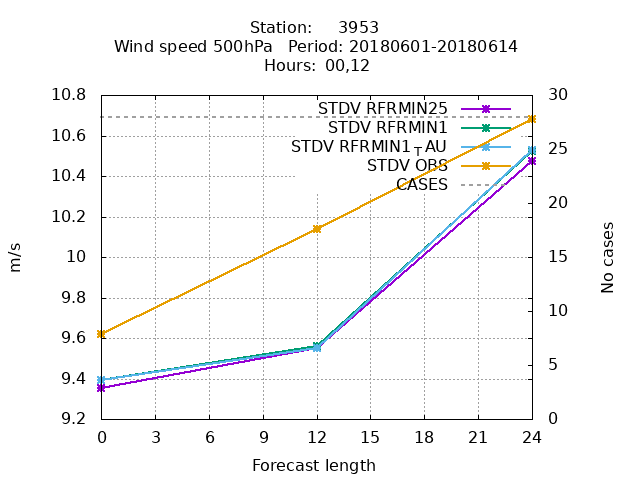 Station: 3953
Wind speed 500hPa Period: 20180601-20180614
Hours: 00,12
STDV RFRMIN25
STDV RFRMIN1
STDV RFRMIN1TAU
STDV OBS
CASES
m/s
10.8
10.6
10.4
10.2
10
9.8
9.6
9.4
9.2
30
25
20
15
10
5
0
No cases
0 3 6 9 12 15 18 21 24
Forecast length